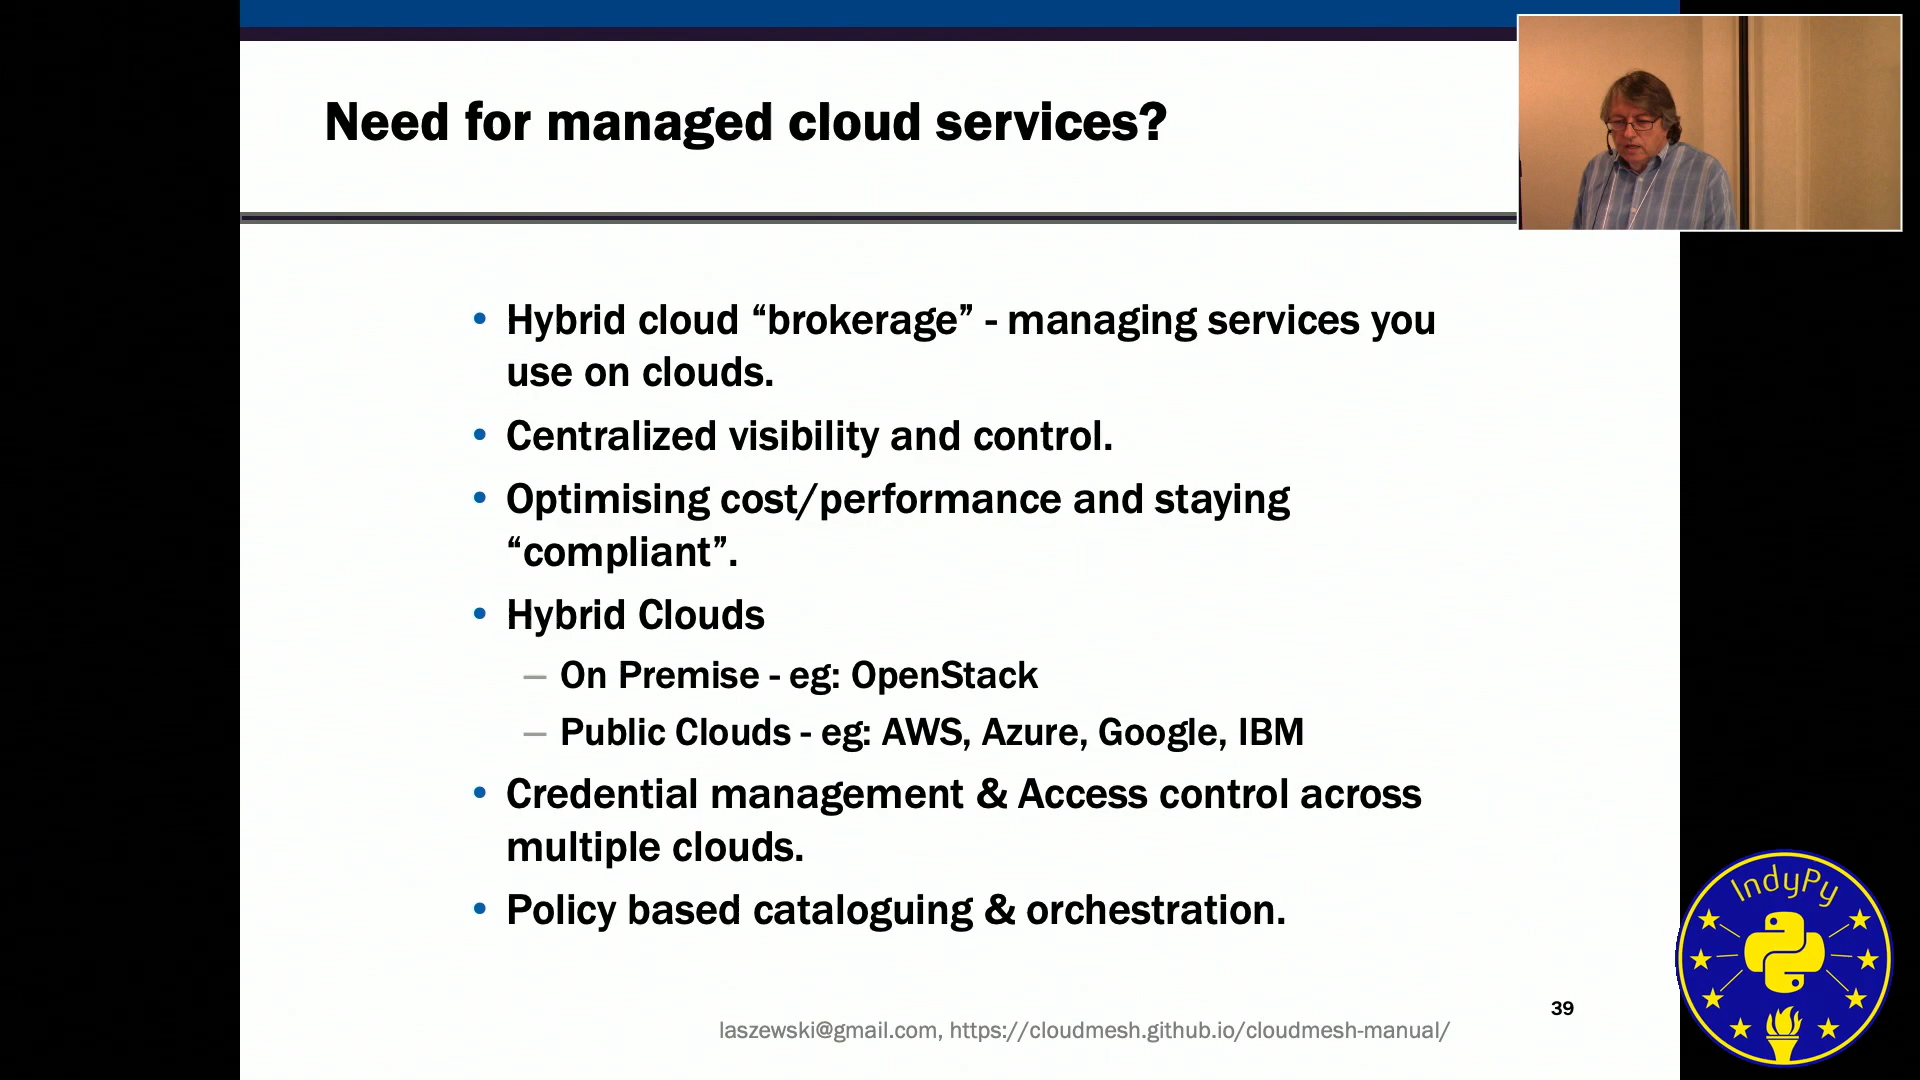 Need for managed cloud services?
• Hybrid cloud “brokerage” - managing services you
use on clouds.
• Centralized visibility and control.
• Optimising cost/performance and staying
“compliant”.
• Hybrid Clouds
– On Premise - eg: OpenStack
– Public Clouds - eg: AWS, Azure, Google, IBM
• Credential management & Access control across
multiple clouds.
• Policy based cataloguing & orchestration.
39
laszewski@gmail.com, https://cloudmesh.github.io/cloudmesh-manual/
IndyPy